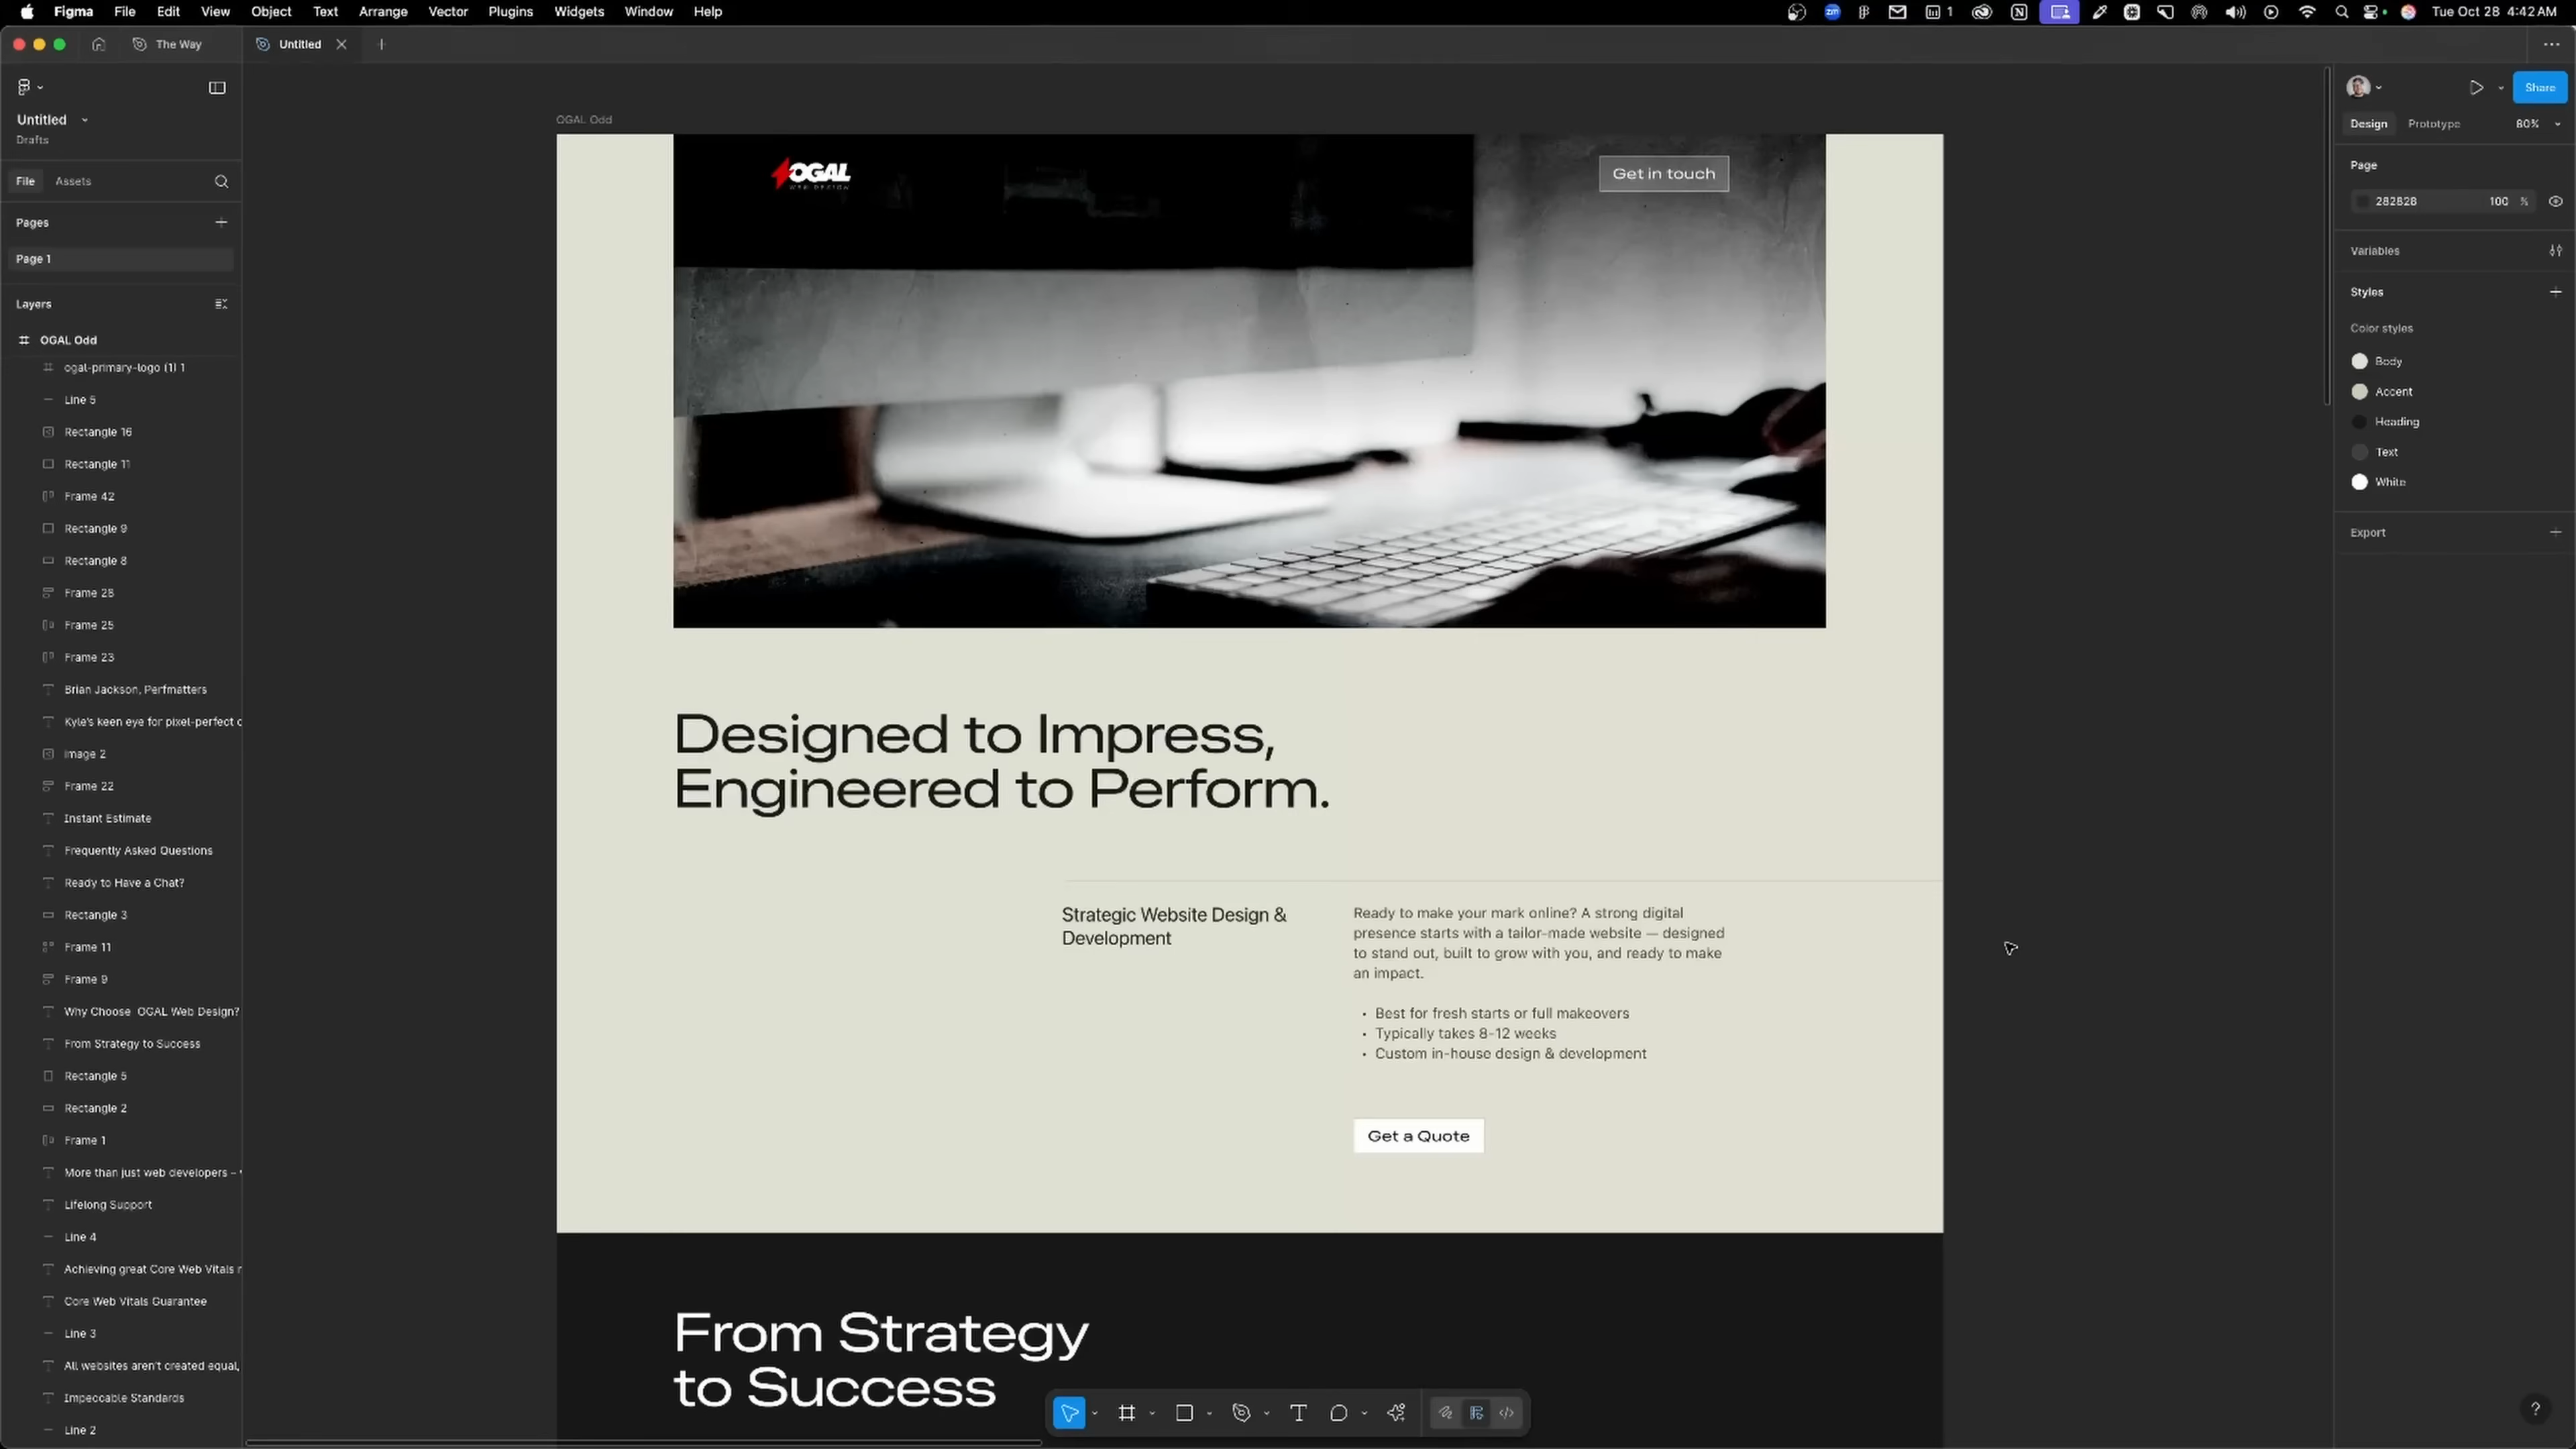 Figma File Edit View Object Text Arrange Vector Plugins Widgets Window Help
1 Tue Oct 28 4:42 AM
The Way Untitled
Untitled
Drafts
File Assets
Pages
Page 1
Layers
OGAL Odd
ogal-primary-logo (1) 1
Line 5
Rectangle 16
Rectangle 11
Frame 42
Rectangle 9
Rectangle 8
Frame 28
Frame 25
Frame 23
Brian Jackson, Perfmatters
Kyle's keen eye for pixel-perfect
image 2
Frame 22
Instant Estimate
Frequently Asked Questions
Ready to Have a Chat?
Rectangle 3
Frame 11
Frame 9
Why Choose OGAL Web Design?
From Strategy to Success
Rectangle 5
Rectangle 2
Frame 1
More than just web developers –
Lifelong Support
Line 4
Achieving great Core Web Vitals
Core Web Vitals Guarantee
Line 3
All websites aren't created equal,
Impeccable Standards
Line 2
OGAL Odd
OGAL
WEB DESIGN
Get in touch
Designed to Impress,
Engineered to Perform.
Strategic Website Design &
Development
Ready to make your mark online? A strong digital
presence starts with a tailor-made website — designed
to stand out, built to grow with you, and ready to make
an impact.
• Best for fresh starts or full makeovers
• Typically takes 8-12 weeks
• Custom in-house design & development
Get a Quote
From Strategy
to Success
Share
Design Prototype 80%
Page
282828 100 %
Variables
Styles
Color styles
Body
Accent
Heading
Text
White
Export
?